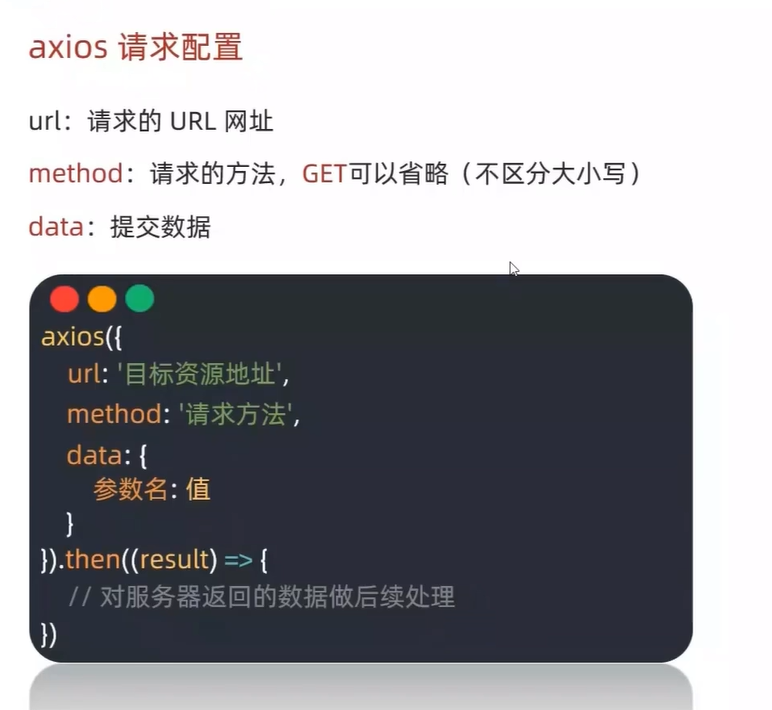 axios 请求配置
url：请求的 URL 网址
method：请求的方法，GET可以省略（不区分大小写）
data：提交数据
axios({
url: '目标资源地址',
method: '请求方法',
data: {
参数名: 值
}
}).then((result) => {
// 对服务器返回的数据做后续处理
})